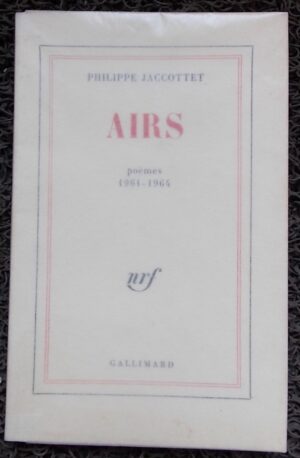 PHILIPPE JACCOTTET
AIRS
poèmes
1961-1964
nrf
GALLIMARD